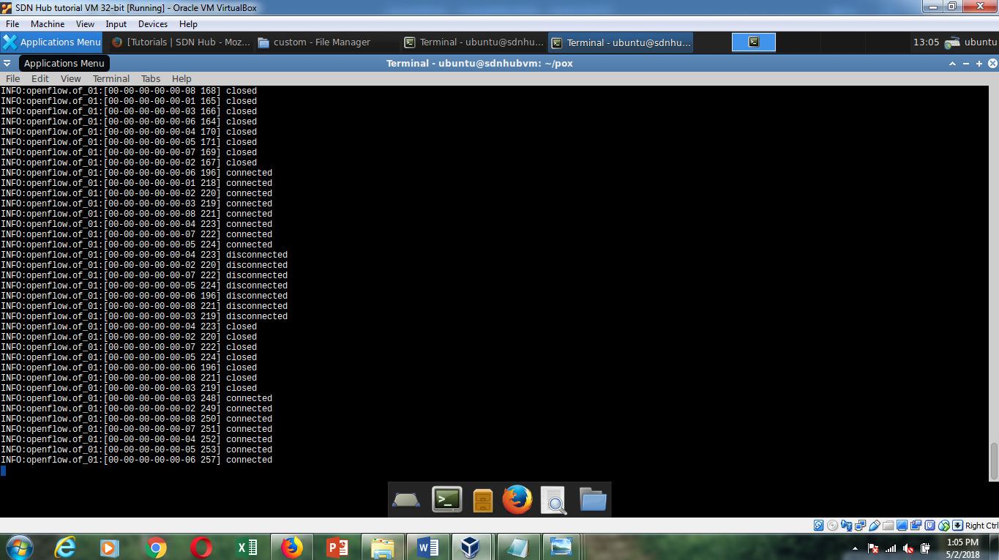 SDN Hub tutorial VM 32-bit [Running] - Oracle VM VirtualBox
File Machine View Input Devices Help
Applications Menu [Tutorials | SDN Hub - Moz... custom - File Manager Terminal - ubuntu@sdnhu... Terminal - ubuntu@sdnhu... 13:05 ubuntu
Applications Menu Terminal - ubuntu@sdnhubvm: ~/pox
File Edit View Terminal Tabs Help
INFO:openflow.of_01:[00-00-00-00-00-08 168] closed
INFO:openflow.of_01:[00-00-00-00-00-01 165] closed
INFO:openflow.of_01:[00-00-00-00-00-03 166] closed
INFO:openflow.of_01:[00-00-00-00-00-06 164] closed
INFO:openflow.of_01:[00-00-00-00-00-04 170] closed
INFO:openflow.of_01:[00-00-00-00-00-05 171] closed
INFO:openflow.of_01:[00-00-00-00-00-07 169] closed
INFO:openflow.of_01:[00-00-00-00-00-02 167] closed
INFO:openflow.of_01:[00-00-00-00-00-06 196] connected
INFO:openflow.of_01:[00-00-00-00-00-01 218] connected
INFO:openflow.of_01:[00-00-00-00-00-02 220] connected
INFO:openflow.of_01:[00-00-00-00-00-03 219] connected
INFO:openflow.of_01:[00-00-00-00-00-08 221] connected
INFO:openflow.of_01:[00-00-00-00-00-04 223] connected
INFO:openflow.of_01:[00-00-00-00-00-07 222] connected
INFO:openflow.of_01:[00-00-00-00-00-05 224] connected
INFO:openflow.of_01:[00-00-00-00-00-04 223] disconnected
INFO:openflow.of_01:[00-00-00-00-00-02 220] disconnected
INFO:openflow.of_01:[00-00-00-00-00-07 222] disconnected
INFO:openflow.of_01:[00-00-00-00-00-05 224] disconnected
INFO:openflow.of_01:[00-00-00-00-00-06 196] disconnected
INFO:openflow.of_01:[00-00-00-00-00-08 221] disconnected
INFO:openflow.of_01:[00-00-00-00-00-03 219] disconnected
INFO:openflow.of_01:[00-00-00-00-00-04 223] closed
INFO:openflow.of_01:[00-00-00-00-00-02 220] closed
INFO:openflow.of_01:[00-00-00-00-00-07 222] closed
INFO:openflow.of_01:[00-00-00-00-00-05 224] closed
INFO:openflow.of_01:[00-00-00-00-00-06 196] closed
INFO:openflow.of_01:[00-00-00-00-00-08 221] closed
INFO:openflow.of_01:[00-00-00-00-00-03 219] closed
INFO:openflow.of_01:[00-00-00-00-00-03 248] connected
INFO:openflow.of_01:[00-00-00-00-00-02 249] connected
INFO:openflow.of_01:[00-00-00-00-00-08 250] connected
INFO:openflow.of_01:[00-00-00-00-00-07 251] connected
INFO:openflow.of_01:[00-00-00-00-00-04 252] connected
INFO:openflow.of_01:[00-00-00-00-00-05 253] connected
INFO:openflow.of_01:[00-00-00-00-00-06 257] connected
Right Ctrl
1:05 PM
5/2/2018